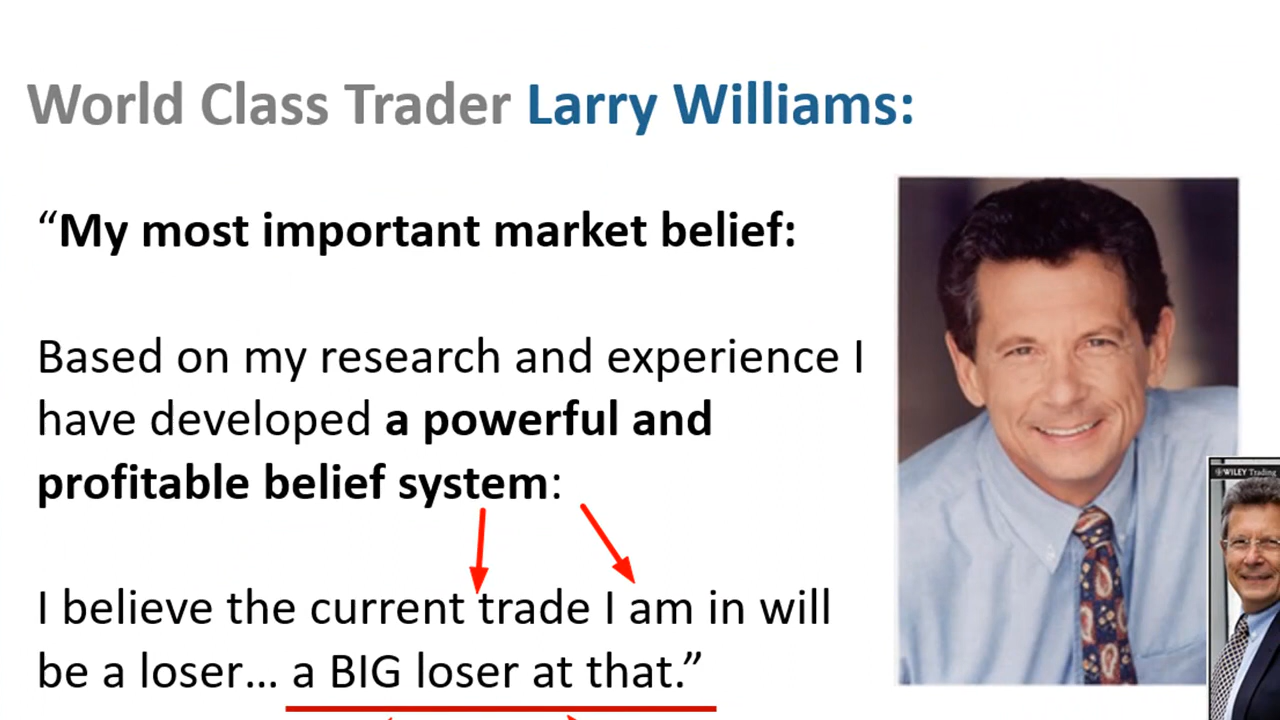 World Class Trader Larry Williams:
“My most important market belief:
Based on my research and experience I
have developed a powerful and
profitable belief system:
I believe the current trade I am in will
be a loser... a BIG loser at that.”
WILEY Trading